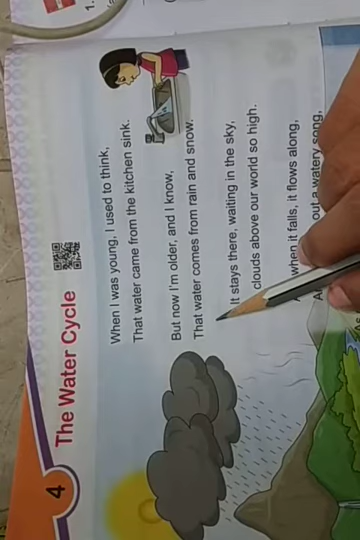 1.
4
The Water Cycle
When I was young, I used to think,
That water came from the kitchen sink.
But now I'm older, and I know,
That water comes from rain and snow.
It stays there, waiting in the sky,
clouds above our world so high.
when it falls, it flows along,
out a watery song,